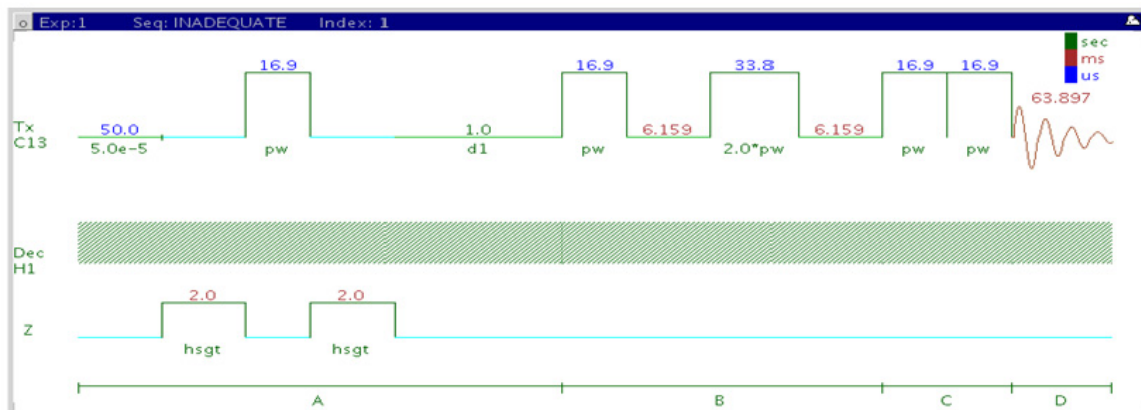 Exp:1 Seq: INADEQUATE Index: 1
sec
ms
us
16.9 16.9 33.8 16.9 16.9 63.897
Tx
C13
50.0 1.0 6.159 6.159
5.0e-5 pw d1 pw 2.0*pw pw pw
Dec
H1
2.0 2.0
Z
hsgt hsgt
A B C D